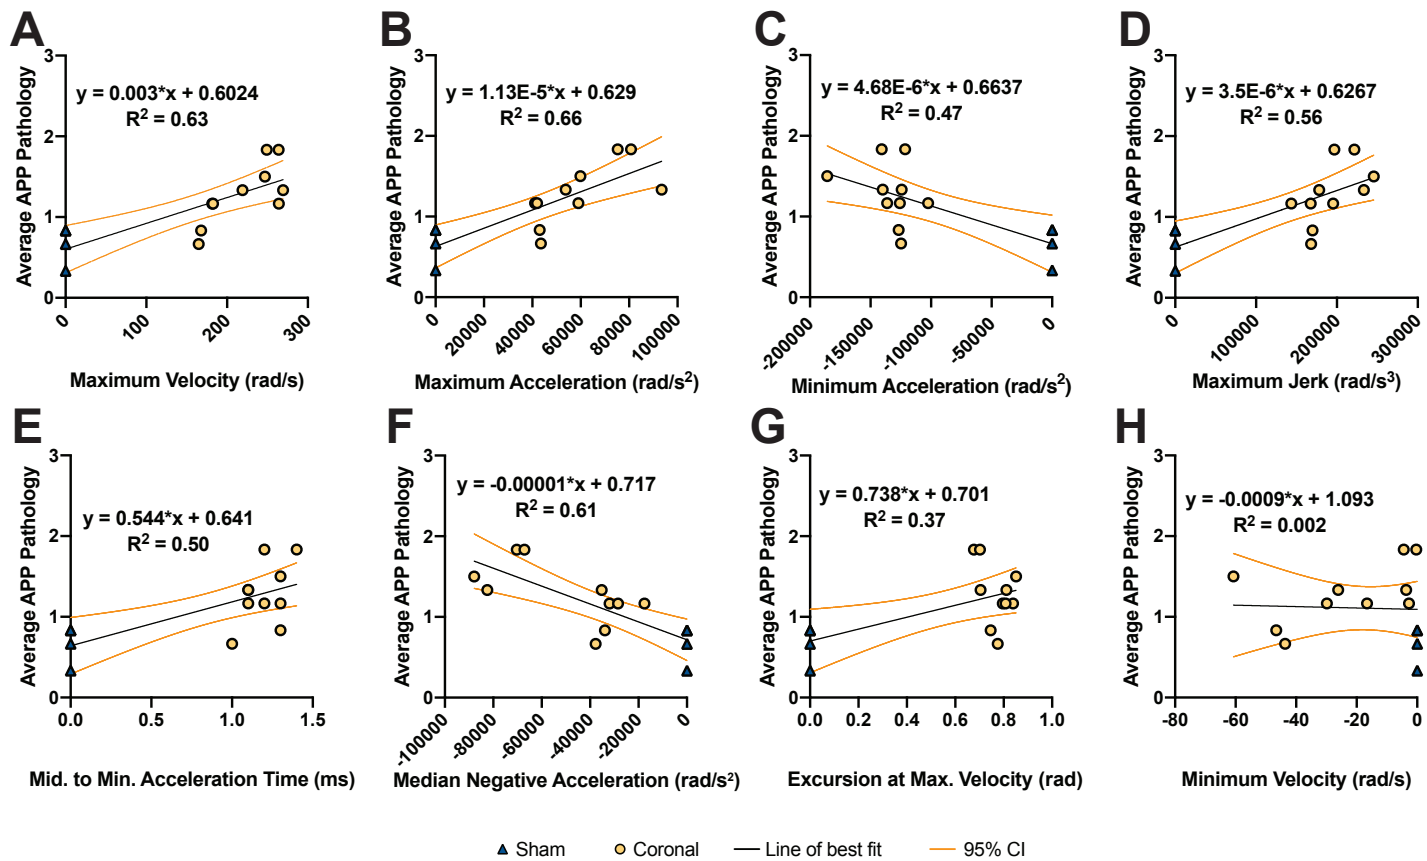 A
B
C
D
Average APP Pathology
3
2
1
0
y = 0.003*x + 0.6024
R² = 0.63
0
100
200
300
Maximum Velocity (rad/s)
Average APP Pathology
3
2
1
0
y = 1.13E-5*x + 0.629
R² = 0.66
0
20000
40000
60000
80000
100000
Maximum Acceleration (rad/s²)
Average APP Pathology
3
2
1
0
y = 4.68E-6*x + 0.6637
R² = 0.47
-200000
-150000
-100000
-50000
0
Minimum Acceleration (rad/s²)
Average APP Pathology
3
2
1
0
y = 3.5E-6*x + 0.6267
R² = 0.56
0
100000
200000
300000
Maximum Jerk (rad/s³)
E
F
G
H
Average APP Pathology
3
2
1
0
y = 0.544*x + 0.641
R² = 0.50
0.0
0.5
1.0
1.5
Mid. to Min. Acceleration Time (ms)
Average APP Pathology
3
2
1
0
y = -0.00001*x + 0.717
R² = 0.61
-100000
-80000
-60000
-40000
-20000
0
Median Negative Acceleration (rad/s²)
Average APP Pathology
3
2
1
0
y = 0.738*x + 0.701
R² = 0.37
0.0
0.2
0.4
0.6
0.8
1.0
Excursion at Max. Velocity (rad)
Average APP Pathology
3
2
1
0
y = -0.0009*x + 1.093
R² = 0.002
-80
-60
-40
-20
0
Minimum Velocity (rad/s)
Sham
Coronal
Line of best fit
95% CI